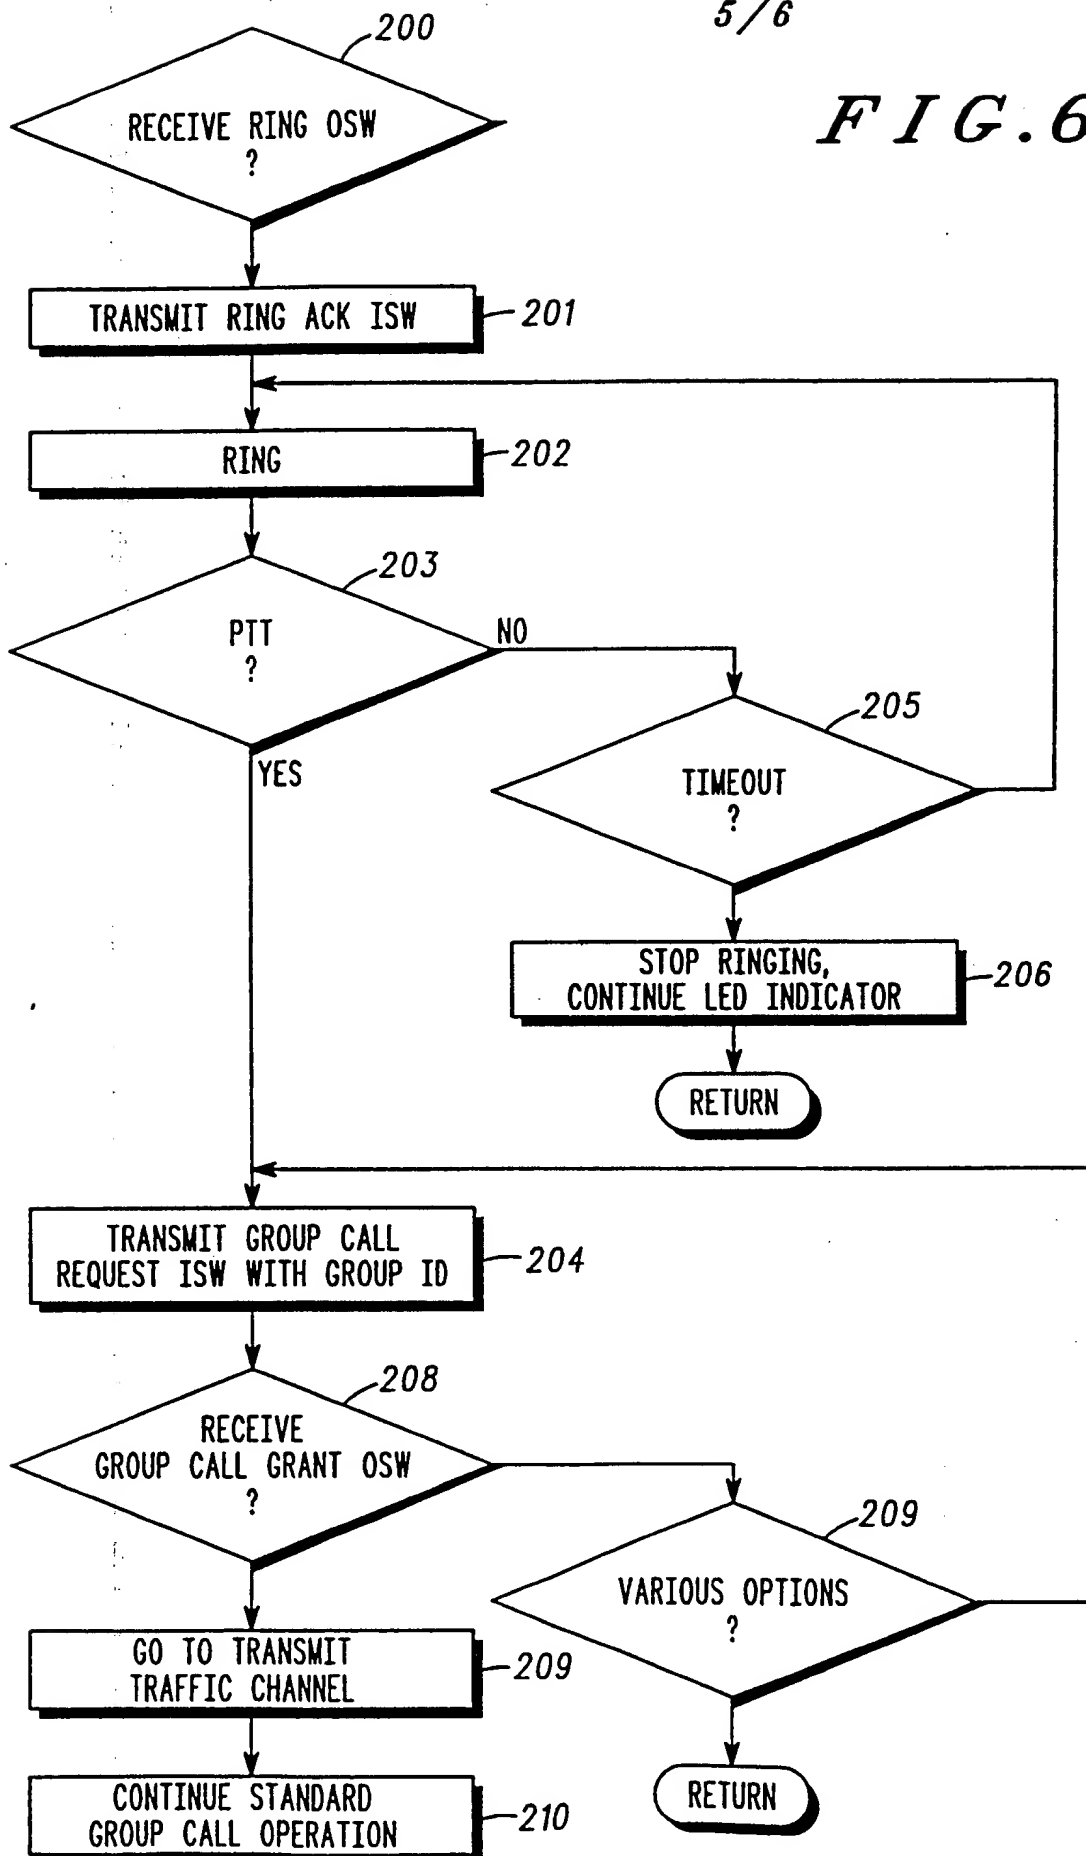 5/6
FIG.6
200
RECEIVE RING OSW
?
TRANSMIT RING ACK ISW
201
RING
202
203
PTT
?
NO
YES
205
TIMEOUT
?
STOP RINGING,
CONTINUE LED INDICATOR
206
RETURN
TRANSMIT GROUP CALL
REQUEST ISW WITH GROUP ID
204
208
RECEIVE
GROUP CALL GRANT OSW
?
209
VARIOUS OPTIONS
?
GO TO TRANSMIT
TRAFFIC CHANNEL
209
RETURN
CONTINUE STANDARD
GROUP CALL OPERATION
210